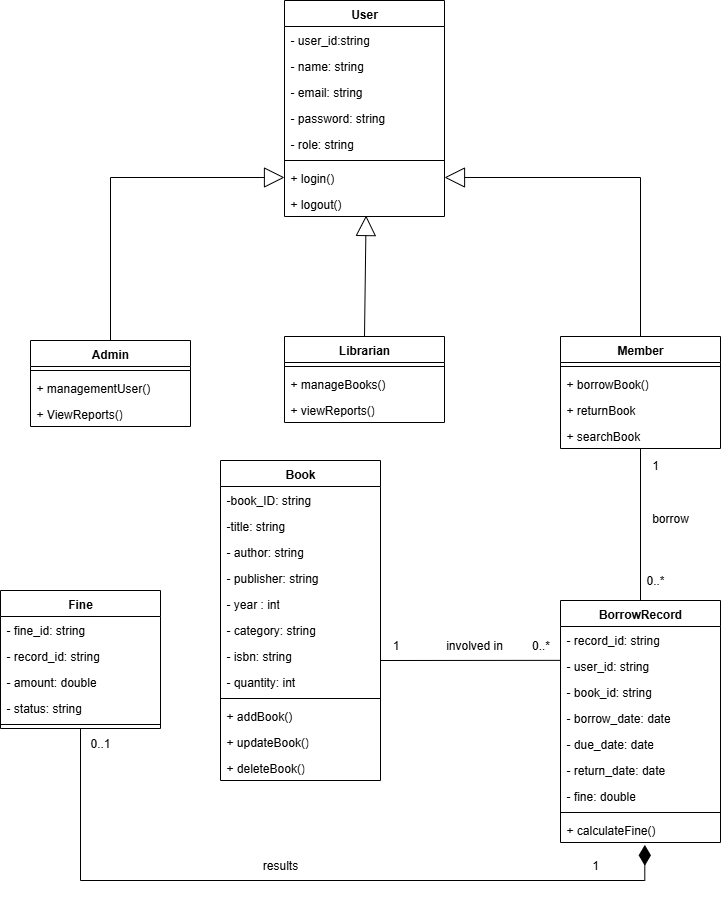 User
- user_id:string
- name: string
- email: string
- password: string
- role: string
+ login()
+ logout()
Admin
+ managementUser()
+ ViewReports()
Librarian
+ manageBooks()
+ viewReports()
Member
+ borrowBook()
+ returnBook
+ searchBook
1
borrow
0..*
Book
-book_ID: string
-title: string
- author: string
- publisher: string
- year : int
- category: string
- isbn: string
- quantity: int
+ addBook()
+ updateBook()
+ deleteBook()
1
involved in
0..*
Fine
- fine_id: string
- record_id: string
- amount: double
- status: string
0..1
BorrowRecord
- record_id: string
- user_id: string
- book_id: string
- borrow_date: date
- due_date: date
- return_date: date
- fine: double
+ calculateFine()
results
1